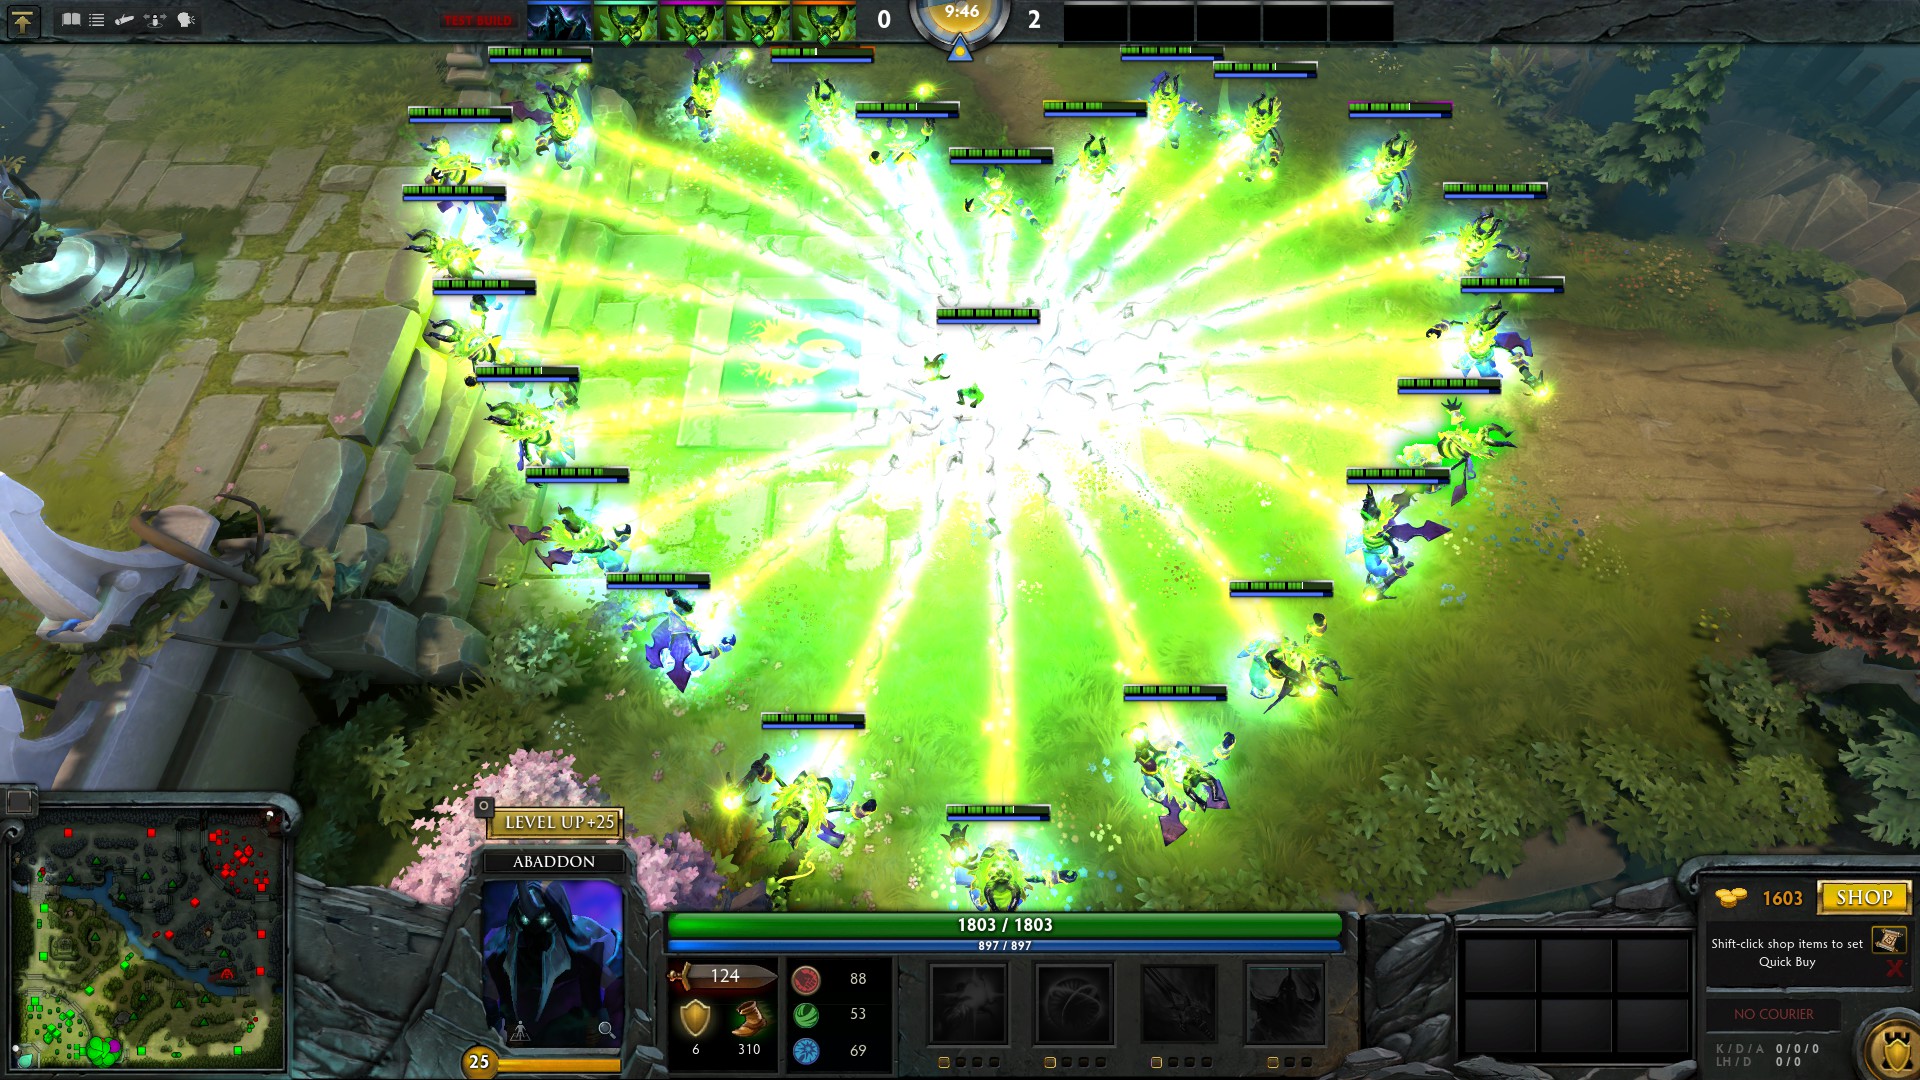 TEST BUILD
0
9:46
2
LEVEL UP +25
ABADDON
25
1803 / 1803
897 / 897
124
6
310
88
53
69
1603
SHOP
Shift-click shop items to set
Quick Buy
NO COURIER
K / D / A 0 / 0 / 0
LH / D 0 / 0